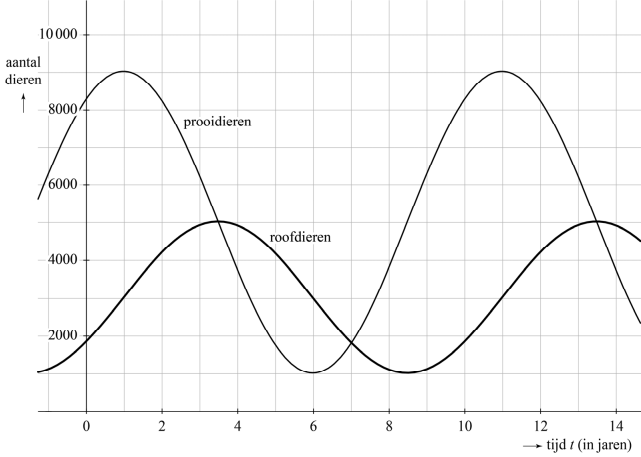 10 000
aantal
dieren
8000
prooidieren
6000
roofdieren
4000
2000
0 2 4 6 8 10 12 14
tijd t (in jaren)